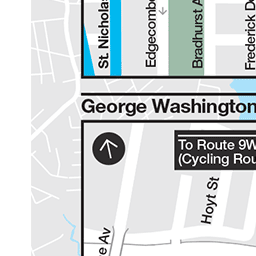 St. Nicholas
Edgecombe
Bradhurst A
Frederick D
George Washington
To Route 9W
(Cycling Rou
Hoyt St
e Av